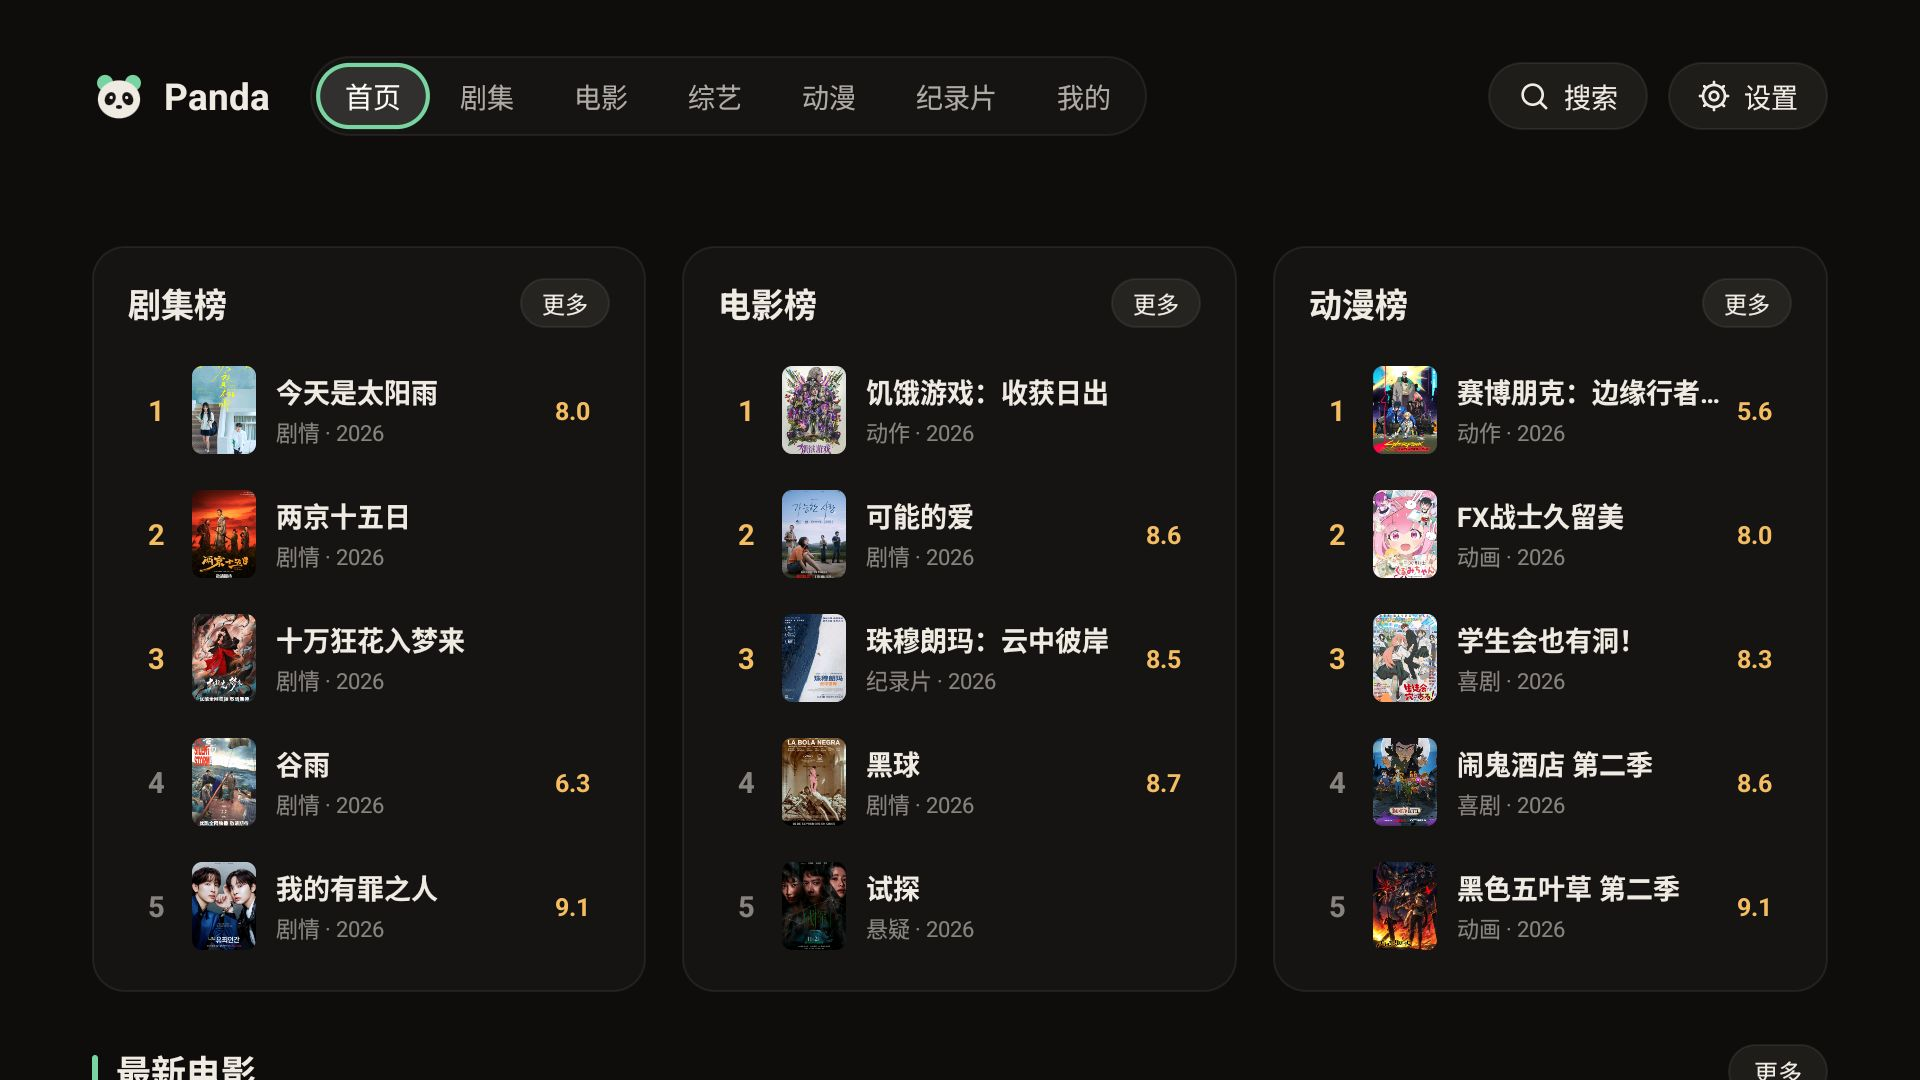 Panda
首页
剧集
电影
综艺
动漫
纪录片
我的
搜索
设置
剧集榜
更多
1
今天是太阳雨
剧情 · 2026
8.0
2
两京十五日
剧情 · 2026
3
十万狂花入梦来
剧情 · 2026
4
谷雨
剧情 · 2026
6.3
5
我的有罪之人
剧情 · 2026
9.1
电影榜
更多
1
饥饿游戏：收获日出
动作 · 2026
2
可能的爱
剧情 · 2026
8.6
3
珠穆朗玛：云中彼岸
纪录片 · 2026
8.5
4
LA BOLA NEGRA
黑球
剧情 · 2026
8.7
5
试探
悬疑 · 2026
动漫榜
更多
1
赛博朋克：边缘行者...
动作 · 2026
5.6
2
FX战士久留美
动画 · 2026
8.0
3
学生会也有洞！
喜剧 · 2026
8.3
4
闹鬼酒店 第二季
喜剧 · 2026
8.6
5
黑色五叶草 第二季
动画 · 2026
9.1
最新电影
更多